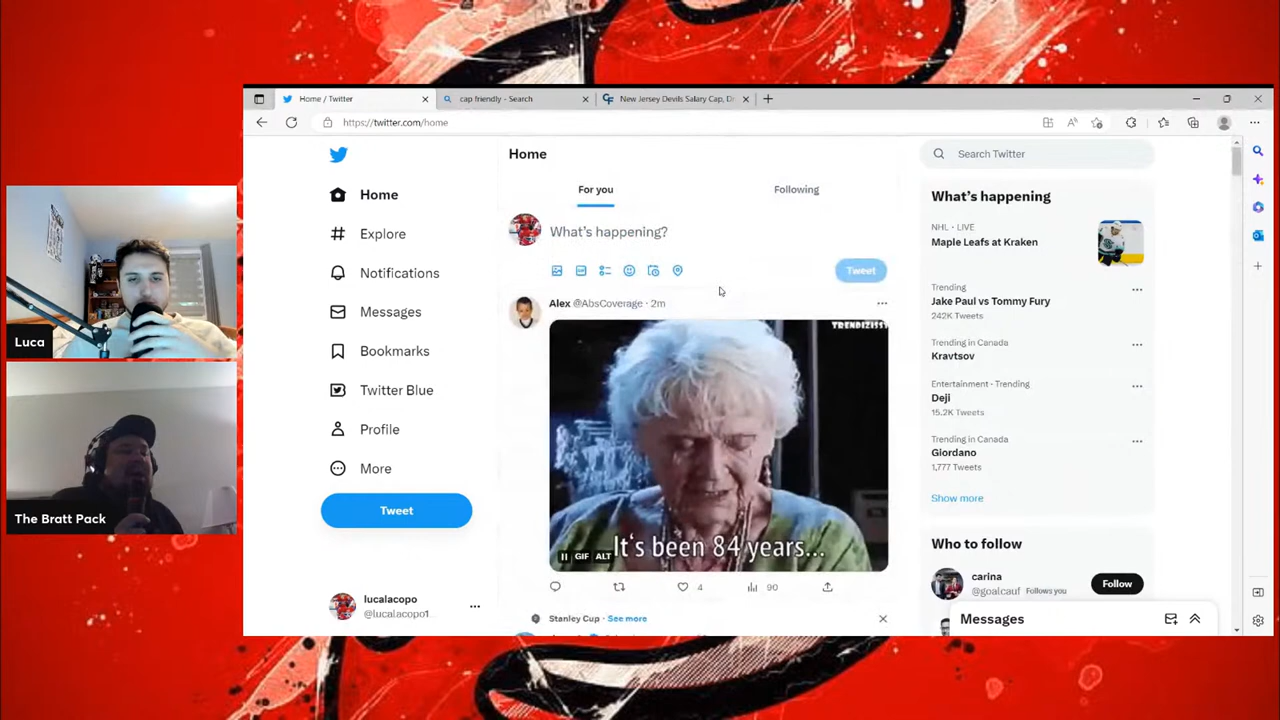 Home / Twitter
cap friendly - Search
New Jersey Devils Salary Cap, Dr
https://twitter.com/home
Home
Explore
Notifications
Messages
Bookmarks
Twitter Blue
Profile
More
Tweet
lucalacopo
@lucalacopo1...
Home
For you
Following
What's happening?
Tweet
Alex @AbsCoverage · 2m
TRENDIZISST
It's been 84 years...
GIF ALT
4
90
Stanley Cup · See more
Search Twitter
What's happening
NHL · LIVE
Maple Leafs at Kraken
Trending
Jake Paul vs Tommy Fury
242K Tweets
Trending in Canada
Kravtsov
Entertainment · Trending
Deji
15.2K Tweets
Trending in Canada
Giordano
1,777 Tweets
Show more
Who to follow
carina
@goalcauf Follows you
Follow
Messages
Luca
The Bratt Pack